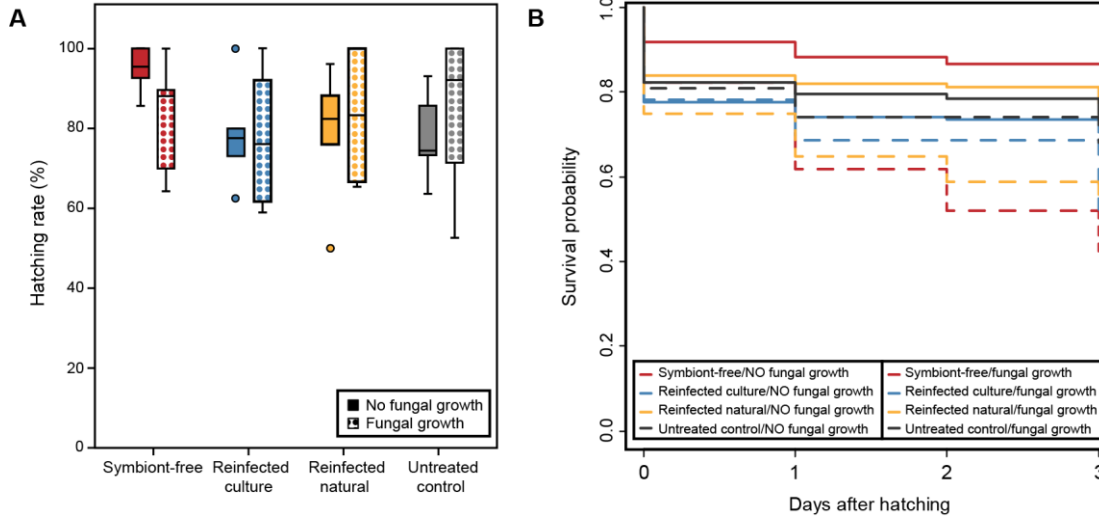 A
Hatching rate (%)
100
80
60
40
20
0
No fungal growth
Fungal growth
Symbiont-free
Reinfected
culture
Reinfected
natural
Untreated
control
B
Survival probability
1.0
0.8
0.6
0.4
0.2
0.0
Symbiont-free/NO fungal growth
Reinfected culture/NO fungal growth
Reinfected natural/NO fungal growth
Untreated control/NO fungal growth
Symbiont-free/fungal growth
Reinfected culture/fungal growth
Reinfected natural/fungal growth
Untreated control/fungal growth
0
1
2
3
Days after hatching